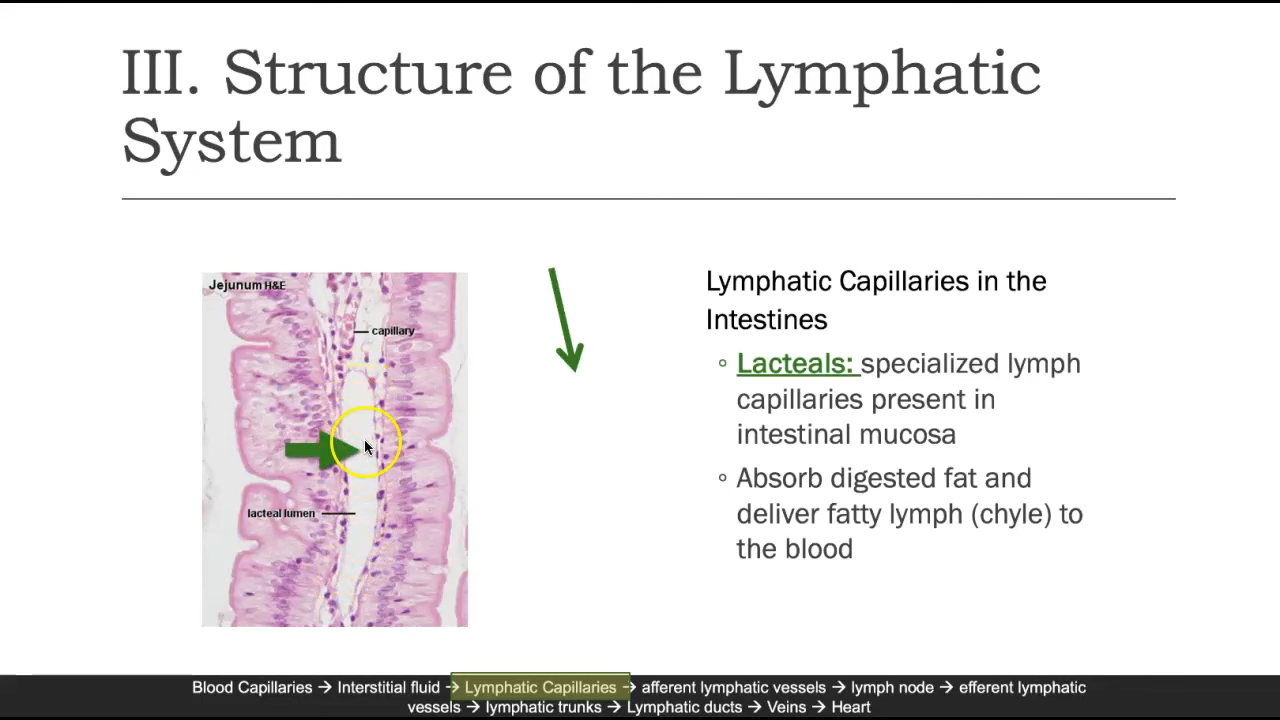 III. Structure of the Lymphatic
System
Jejunum H&E
capillary
lacteal lumen
Lymphatic Capillaries in the
Intestines
◦ Lacteals: specialized lymph
capillaries present in
intestinal mucosa
◦ Absorb digested fat and
deliver fatty lymph (chyle) to
the blood
Blood Capillaries → Interstitial fluid → Lymphatic Capillaries → afferent lymphatic vessels → lymph node → efferent lymphatic
vessels → lymphatic trunks → Lymphatic ducts → Veins → Heart